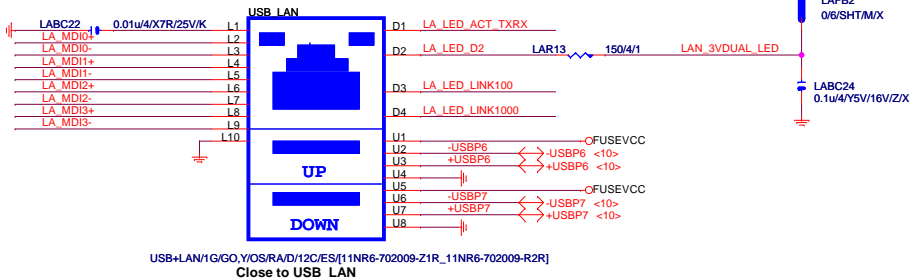 LAFB2
0/6/SHT/M/X
USB_LAN
LABC22 0.01u/4/X7R/25V/K L1 D1 LA_LED_ACT_TXRX
LA_MDI0+ L2
LA_MDI0- L3 D2 LA_LED_D2 LAR13 150/4/1 LAN_3VDUAL_LED
LA_MDI1+ L4
LA_MDI1- L5
LA_MDI2+ L6 D3 LA_LED_LINK100
LA_MDI2- L7
LA_MDI3+ L8 D4 LA_LED_LINK1000
LA_MDI3- L9
LABC24
0.1u/4/Y5V/16V/Z/X
L10 U1 FUSEVCC
U2 -USBP6 -USBP6 <10>
U3 +USBP6 +USBP6 <10>
UP U4
U5 FUSEVCC
U6 -USBP7 -USBP7 <10>
U7 +USBP7 +USBP7 <10>
DOWN U8
USB+LAN/1G/GO,Y/OS/RA/D/12C/ES/[11NR6-702009-Z1R_11NR6-702009-R2R]
Close to USB_LAN